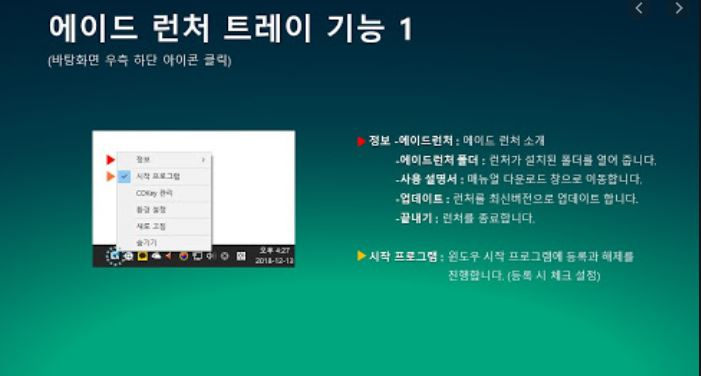 에이드 런처 트레이 기능 1
(바탕화면 우측 하단 아이콘 클릭)
정보
시작 프로그램
CDKey 관리
환경 설정
새로 고침
숨기기
오후 4:27
2018-12-13
정보 -에이드런처 : 에이드 런처 소개
-에이드런처 폴더 : 런처가 설치된 폴더를 열어 줍니다.
-사용 설명서 : 매뉴얼 다운로드 창으로 이동합니다.
-업데이트 : 런처를 최신버전으로 업데이트 합니다.
-끝내기 : 런처를 종료합니다.
시작 프로그램 : 윈도우 시작 프로그램에 등록과 해제를
진행합니다. (등록 시 체크 설정)